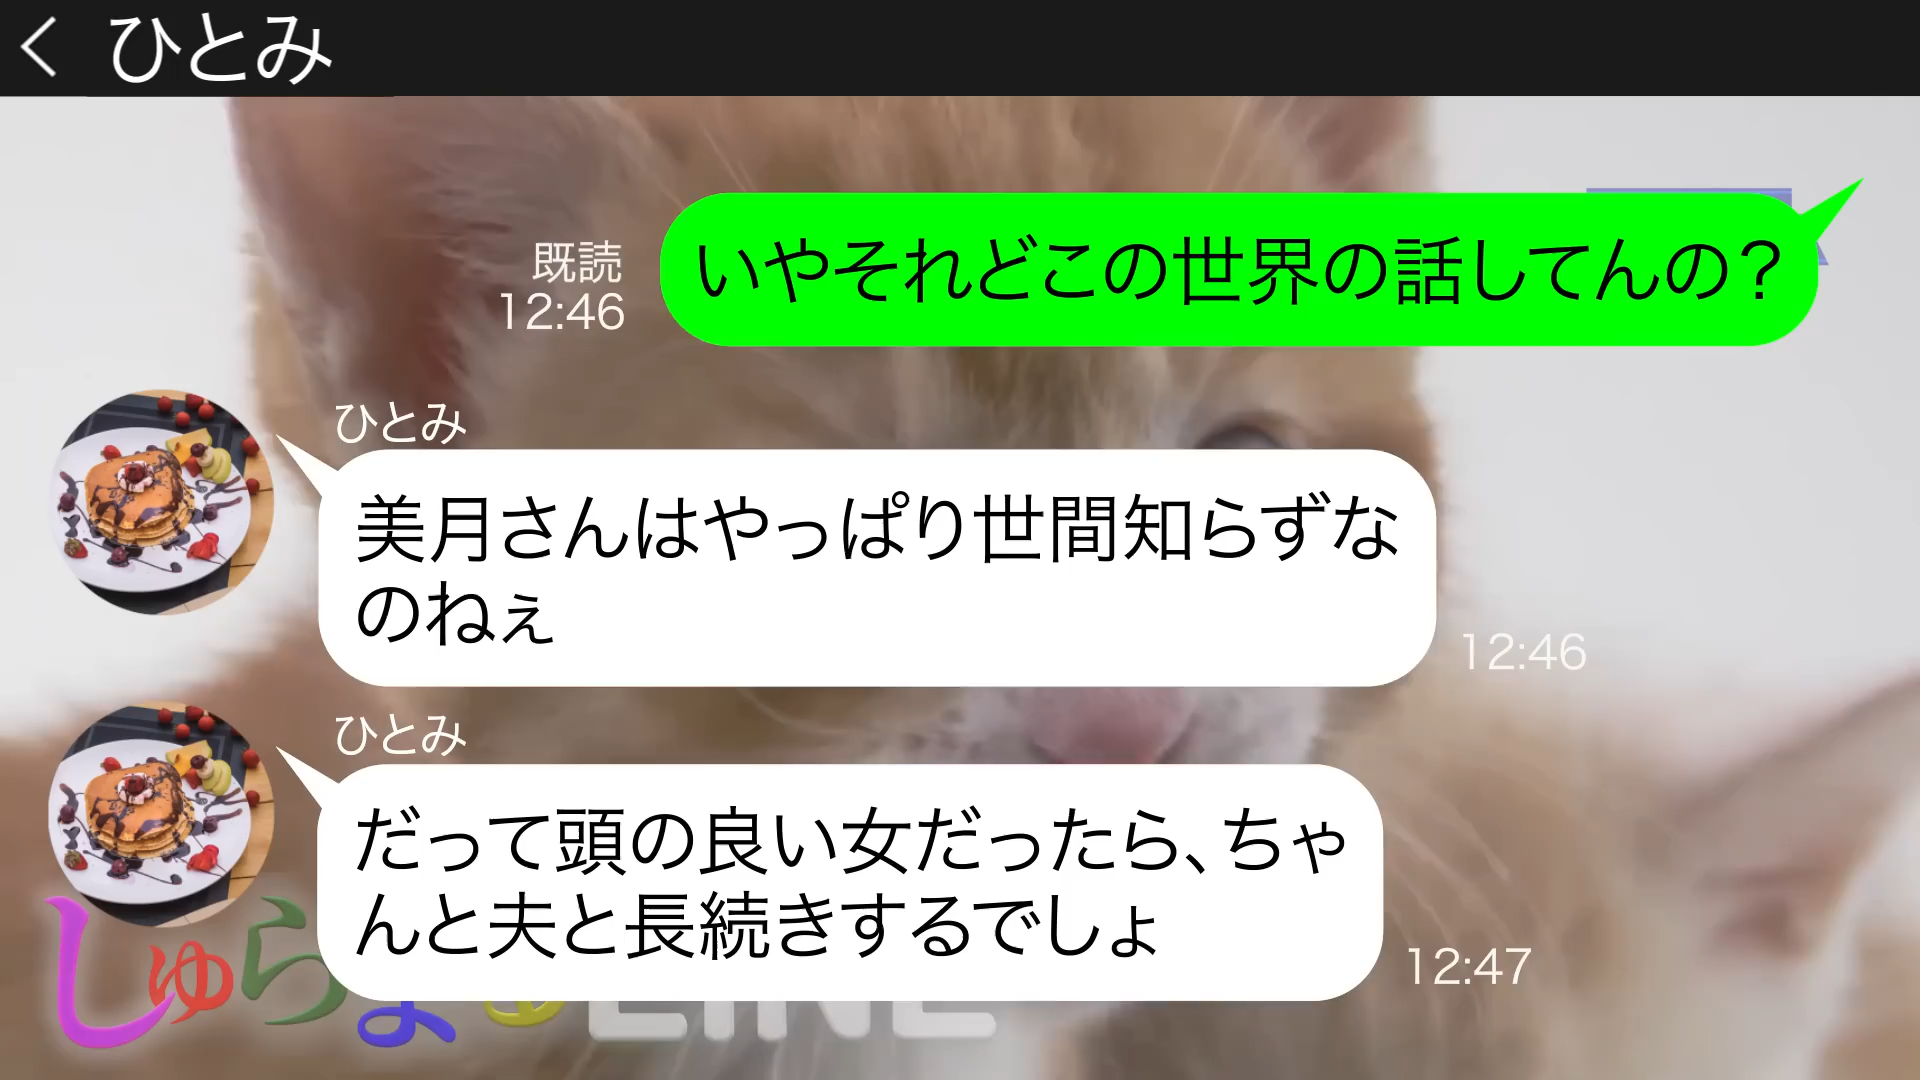 ひとみ
いやそれどこの世界の話してんの？
既読
12:46
ひとみ
美月さんはやっぱり世間知らずな
のねぇ
12:46
ひとみ
だって頭の良い女だったら、ちゃ
んと夫と長続きするでしょ
12:47
しゅら
LINE